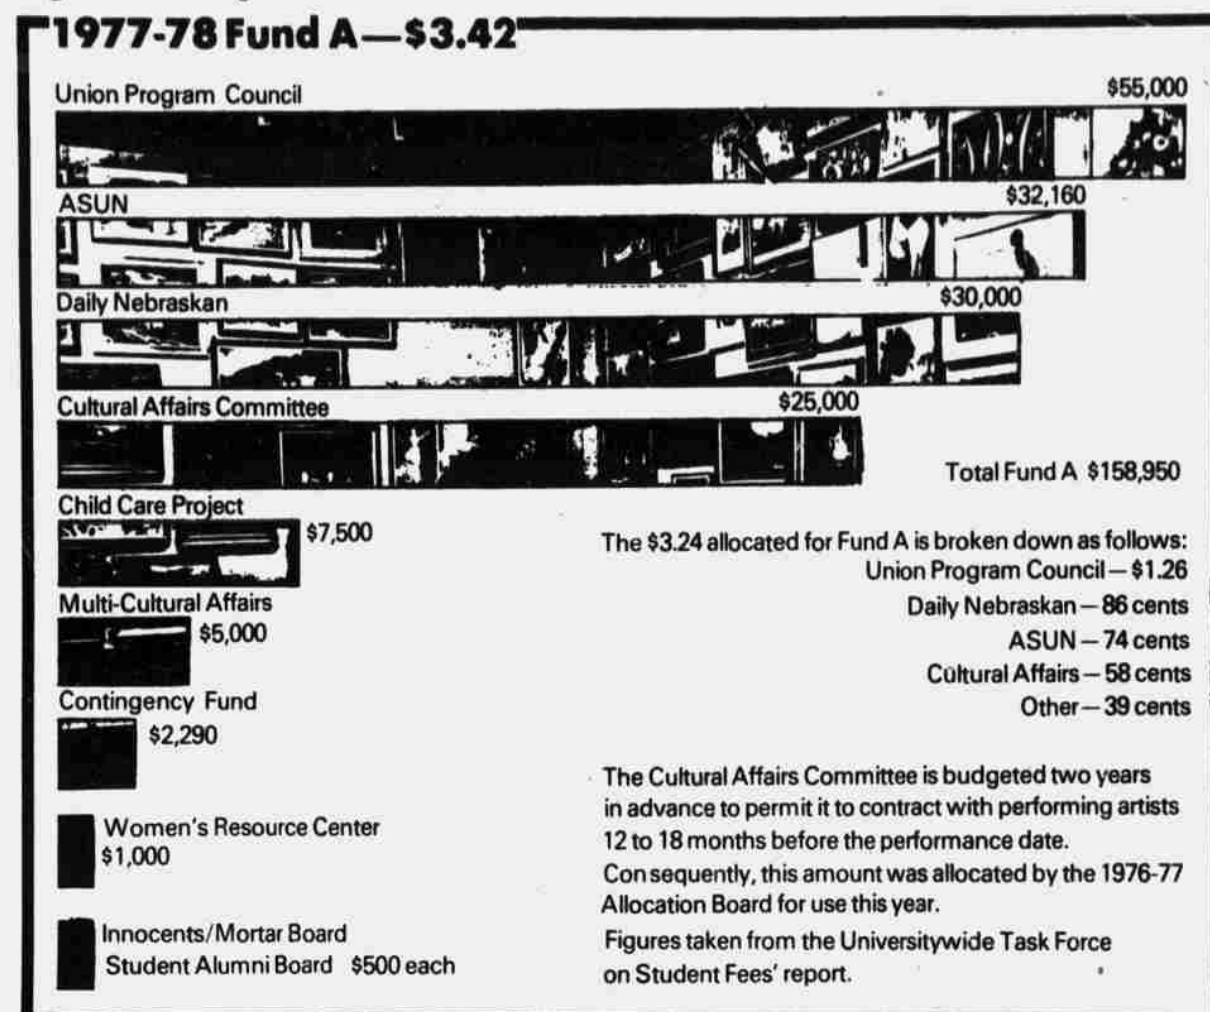 1977-78 Fund A—$3.42
Union Program Council $55,000
ASUN $32,160
Daily Nebraskan $30,000
Cultural Affairs Committee $25,000
Total Fund A $158,950
Child Care Project
$7,500
Multi-Cultural Affairs
$5,000
Contingency Fund
$2,290
Women's Resource Center
$1,000
Innocents/Mortar Board
Student Alumni Board $500 each
The $3.24 allocated for Fund A is broken down as follows:
Union Program Council—$1.26
Daily Nebraskan—86 cents
ASUN—74 cents
Cultural Affairs—58 cents
Other—39 cents
The Cultural Affairs Committee is budgeted two years
in advance to permit it to contract with performing artists
12 to 18 months before the performance date.
Con sequently, this amount was allocated by the 1976-77
Allocation Board for use this year.
Figures taken from the Universitywide Task Force
on Student Fees' report.